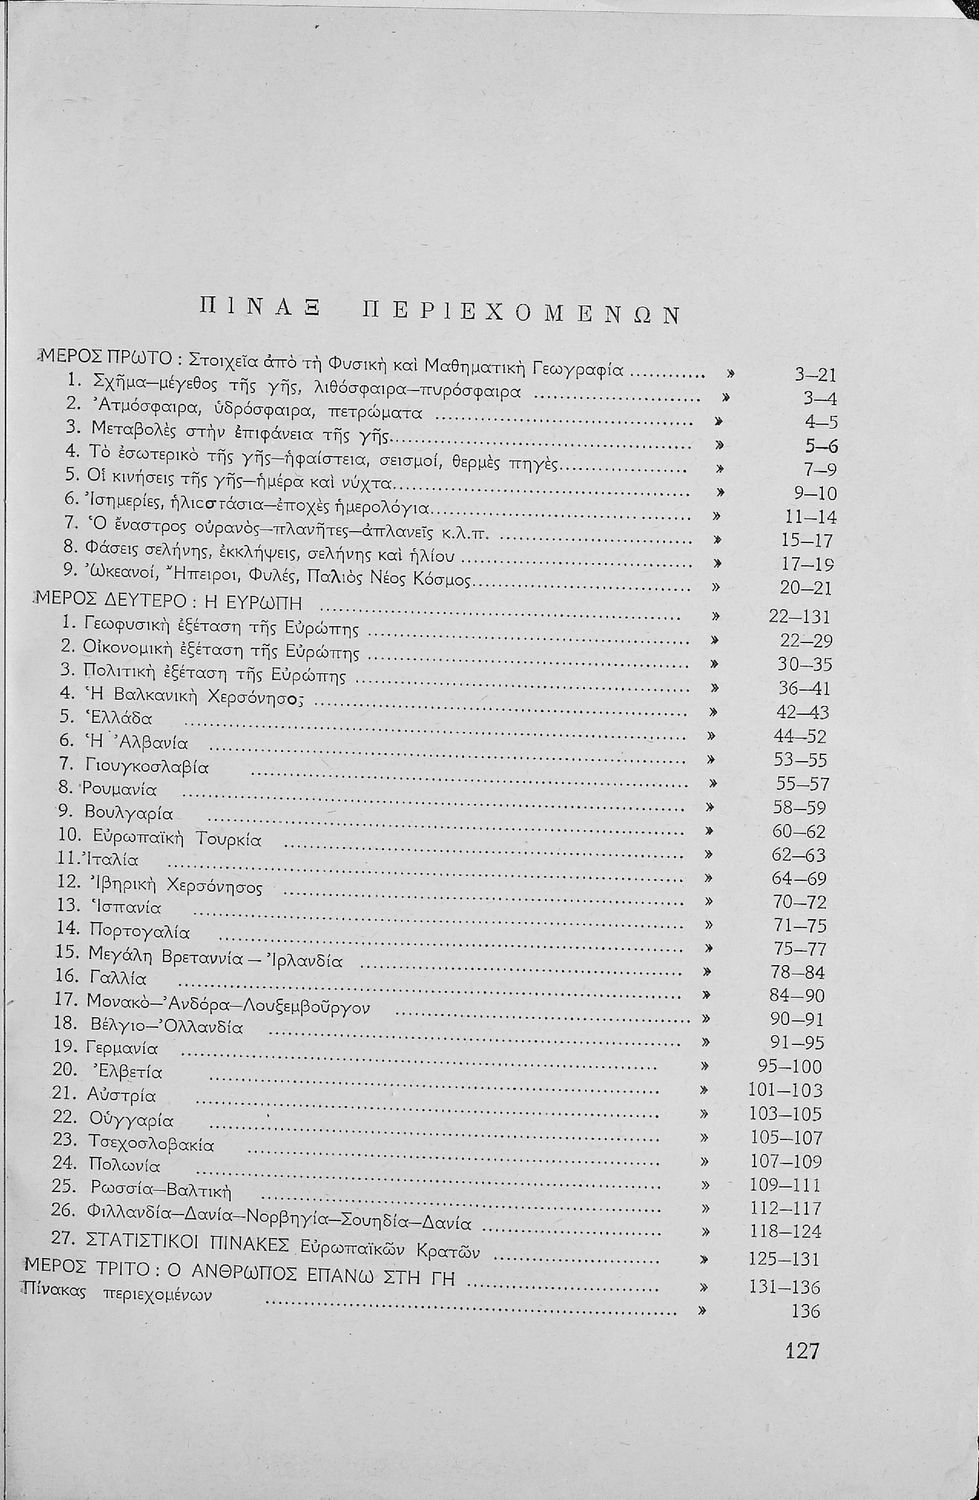 ΠΙΝΑΞ ΠΕΡΙΕΧΟΜΕΝΩΝ
ΜΕΡΟΣ ΠΡΩΤΟ : Στοιχεῖα ἀπὸ τὴ Φυσικὴ καὶ Μαθηματικὴ Γεωγραφία ........... » 3—21
1. Σχῆμα—μέγεθος τῆς γῆς, λιθόσφαιρα—πυρόσφαιρα ........... » 3—4
2. Ἀτμόσφαιρα, ὑδρόσφαιρα, πετρώματα ........... » 4—5
3. Μεταβολὲς στὴν ἐπιφάνεια τῆς γῆς........... » 5—6
4. Τὸ ἐσωτερικὸ τῆς γῆς—ἡφαίστεια, σεισμοί, θερμὲς πηγὲς........... » 7—9
5. Οἱ κινήσεις τῆς γῆς—ἡμέρα καὶ νύχτα........... » 9—10
6. Ἰσημερίες, ἡλιοστάσια—ἐποχὲς ἡμερολόγια........... » 11—14
7. Ὁ ἔναστρος οὐρανὸς—πλανῆτες—ἀπλανεῖς κ.λ.π. ........... » 15—17
8. Φάσεις σελήνης, ἐκκλήψεις, σελήνης καὶ ἡλίου ........... » 17—19
9. Ὠκεανοί, Ἤπειροι, Φυλές, Παλιὸς Νέος Κόσμος........... » 20—21
ΜΕΡΟΣ ΔΕΥΤΕΡΟ : Η ΕΥΡΩΠΗ ........... » 22—131
1. Γεωφυσικὴ ἐξέταση τῆς Εὐρώπης ........... » 22—29
2. Οἰκονομικὴ ἐξέταση τῆς Εὐρώπης ........... » 30—35
3. Πολιτικὴ ἐξέταση τῆς Εὐρώπης ........... » 36—41
4. Ἡ Βαλκανικὴ Χερσόνησος ........... » 42—43
5. Ἑλλάδα ........... » 44—52
6. Ἡ Ἀλβανία ........... » 53—55
7. Γιουγκοσλαβία ........... » 55—57
8. Ρουμανία ........... » 58—59
9. Βουλγαρία ........... » 60—62
10. Εὐρωπαϊκὴ Τουρκία ........... » 62—63
11. Ἰταλία ........... » 64—69
12. Ἰβηρικὴ Χερσόνησος ........... » 70—72
13. Ἱσπανία ........... » 71—75
14. Πορτογαλία ........... » 75—77
15. Μεγάλη Βρεταννία — Ἰρλανδία ........... » 78—84
16. Γαλλία ........... » 84—90
17. Μονακὸ—Ἀνδόρα—Λουξεμβοῦργον ........... » 90—91
18. Βέλγιο—Ὀλλανδία ........... » 91—95
19. Γερμανία ........... » 95—100
20. Ἐλβετία ........... » 101—103
21. Αὐστρία ........... » 103—105
22. Οὐγγαρία ........... » 105—107
23. Τσεχοσλοβακία ........... » 107—109
24. Πολωνία ........... » 109—111
25. Ρωσσία—Βαλτικὴ ........... » 112—117
26. Φιλλανδία—Δανία—Νορβηγία—Σουηδία—Δανία ........... » 118—124
27. ΣΤΑΤΙΣΤΙΚΟΙ ΠΙΝΑΚΕΣ Εὐρωπαϊκῶν Κρατῶν ........... » 125—131
ΜΕΡΟΣ ΤΡΙΤΟ : Ο ΑΝΘΡΩΠΟΣ ΕΠΑΝΩ ΣΤΗ ΓΗ ........... » 131—136
Πίνακας περιεχομένων ........... » 136
127